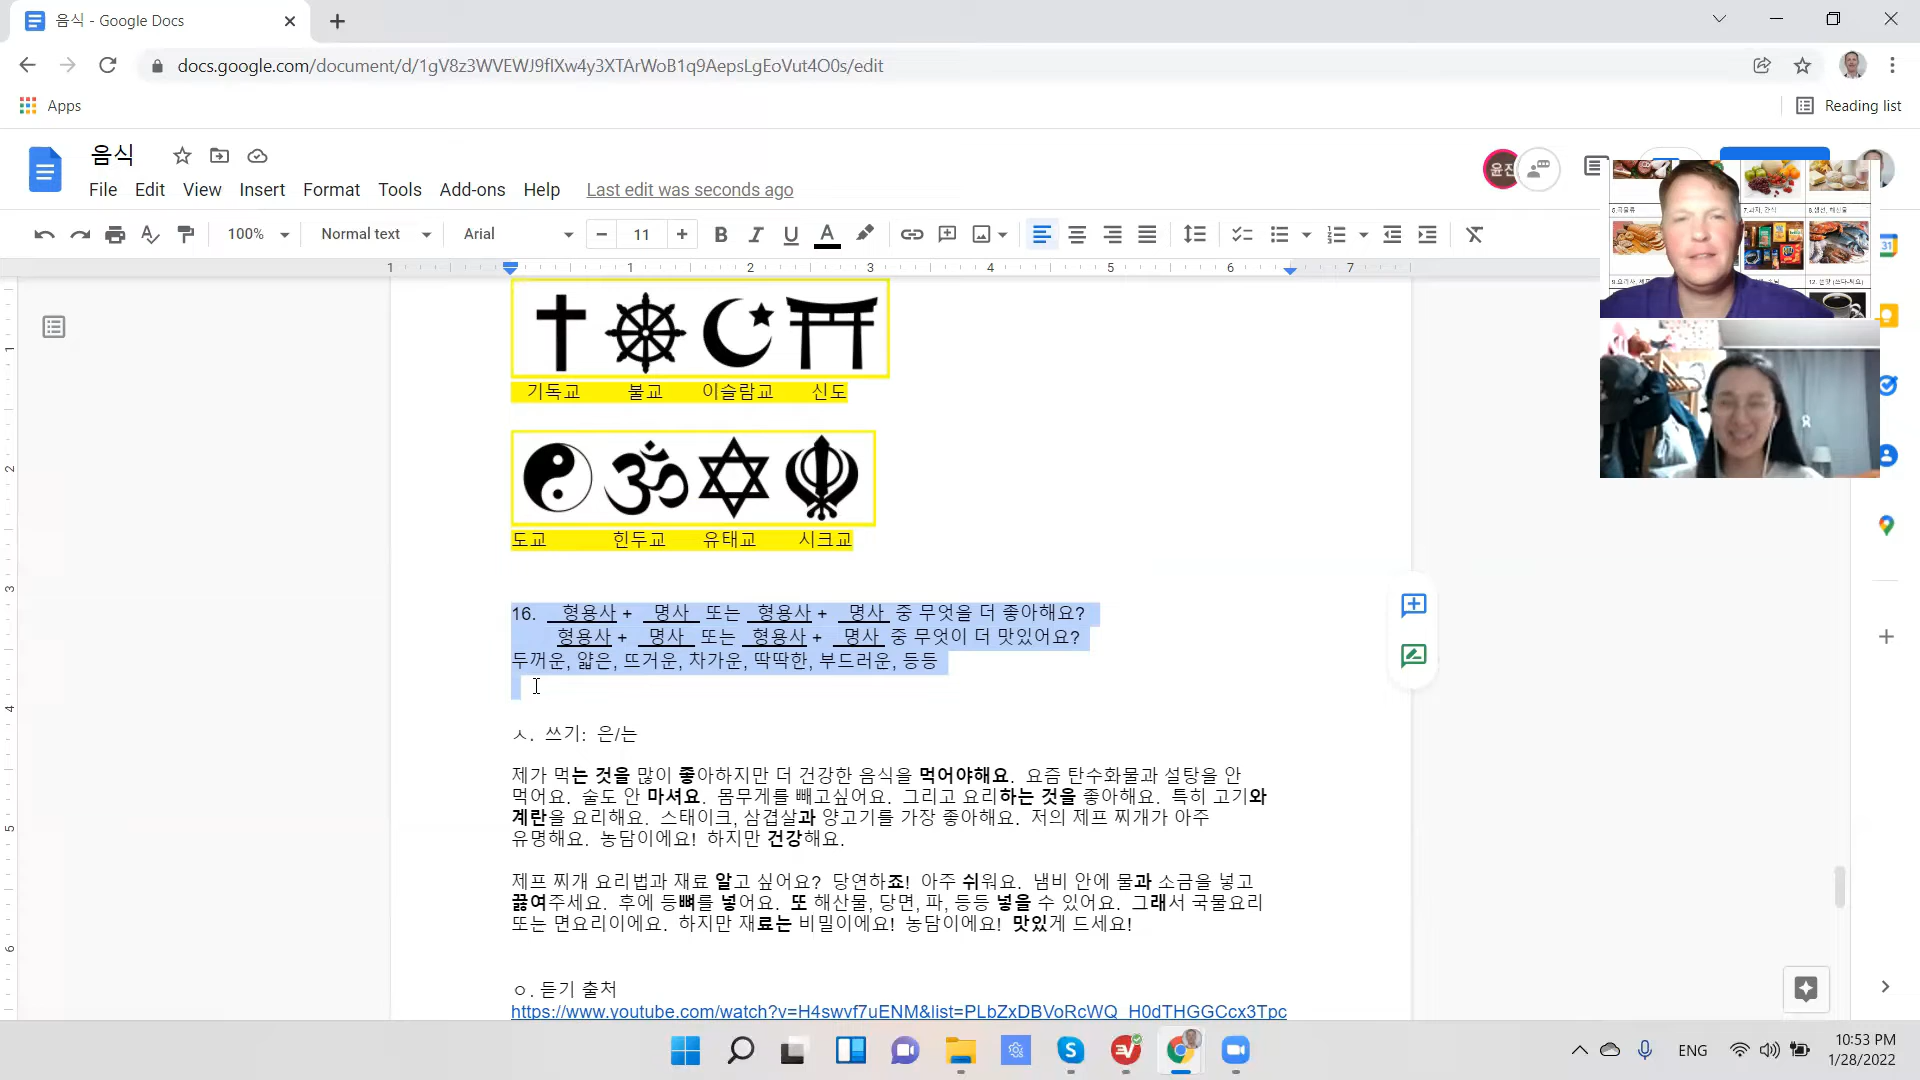 음식 - Google Docs
docs.google.com/document/d/1gV8z3WVEWJ9flXw4y3XTArWoB1q9AepsLgEoVut4O0s/edit
Apps
Reading list
음식
File Edit View Insert Format Tools Add-ons Help Last edit was seconds ago
윤진
100% Normal text Arial 11
1 1 2 3 4 5 6 7
기독교 불교 이슬람교 신도
도교 힌두교 유태교 시크교
16. 형용사 + 명사 또는 형용사 + 명사 중 무엇을 더 좋아해요?
형용사 + 명사 또는 형용사 + 명사 중 무엇이 더 맛있어요?
두꺼운, 얇은, 뜨거운, 차가운, 딱딱한, 부드러운, 등등
ㅅ. 쓰기: 은/는
제가 먹는 것을 많이 좋아하지만 더 건강한 음식을 먹어야해요. 요즘 탄수화물과 설탕을 안
먹어요. 술도 안 마셔요. 몸무게를 빼고싶어요. 그리고 요리하는 것을 좋아해요. 특히 고기와
계란을 요리해요. 스태이크, 삼겹살과 양고기를 가장 좋아해요. 저의 제프 찌개가 아주
유명해요. 농담이에요! 하지만 건강해요.
제프 찌개 요리법과 재료 알고 싶어요? 당연하죠! 아주 쉬워요. 냄비 안에 물과 소금을 넣고
끓여주세요. 후에 등뼈를 넣어요. 또 해산물, 당면, 파, 등등 넣을 수 있어요. 그래서 국물요리
또는 면요리이에요. 하지만 재료는 비밀이에요! 농담이에요! 맛있게 드세요!
ㅇ. 듣기 출처
https://www.youtube.com/watch?v=H4swvf7uENM&list=PLbZxDBVoRcWQ_H0dTHGGCcx3Tpc
ENG
10:53 PM
1/28/2022